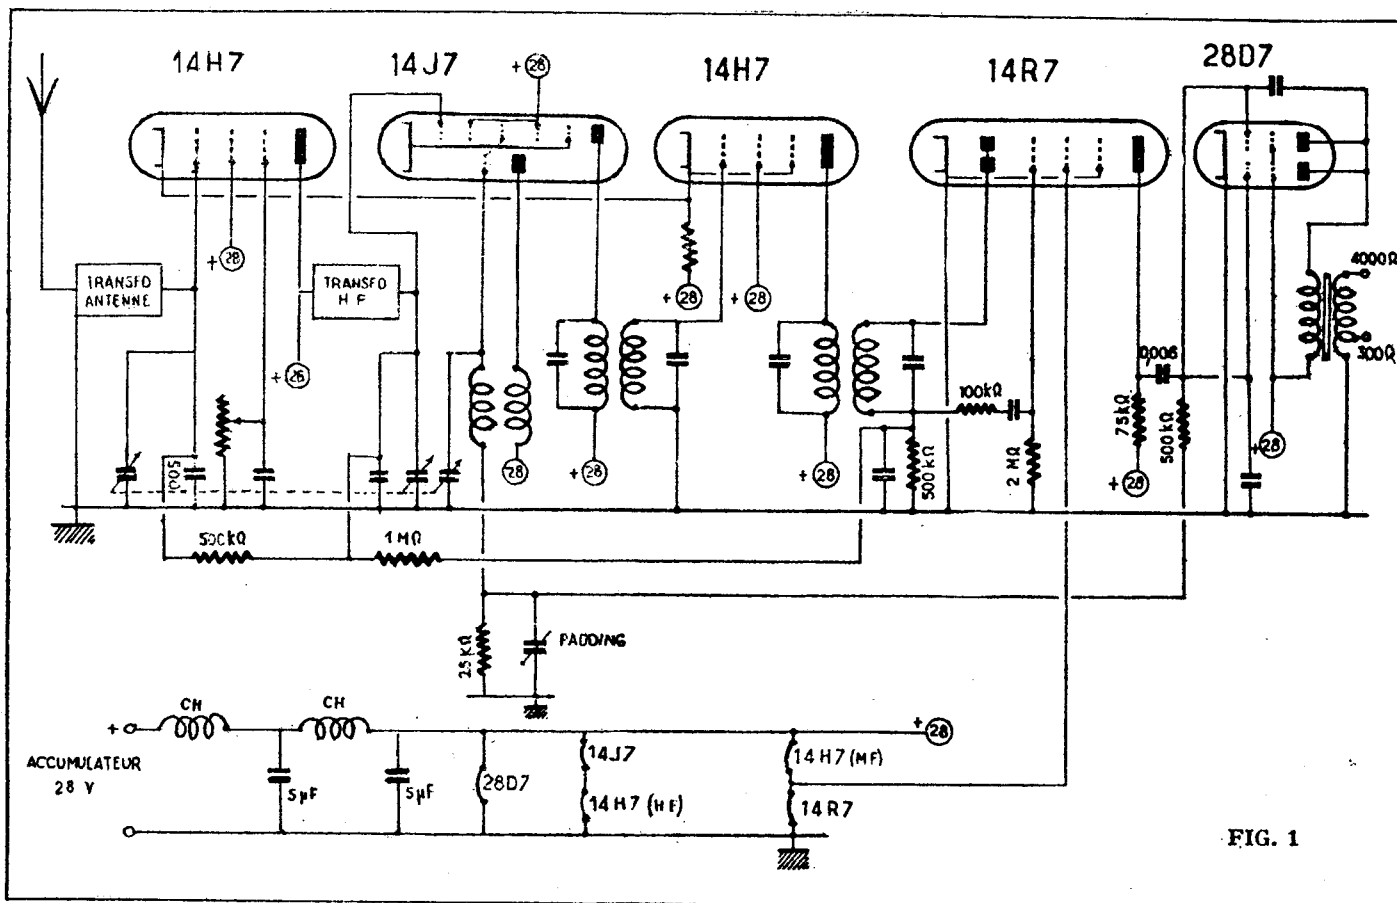 14H7
14J7
14H7
14R7
28D7
+ 28
TRANSFO
ANTENNE
+ 28
TRANSFO
H F
+ 28
+ 28
4000Ω
300Ω
+
28
+ 28
+ 28
+ 28
+ 28
+ 28
0,006
100kΩ
75kΩ
500kΩ
500kΩ
2 MΩ
500kΩ
1 MΩ
25 kΩ
PADDING
CH
CH
+
+ 28
ACCUMULATEUR
28 V
5µF
5µF
28D7
14J7
14H7 (HF)
14H7 (MF)
14R7
FIG. 1